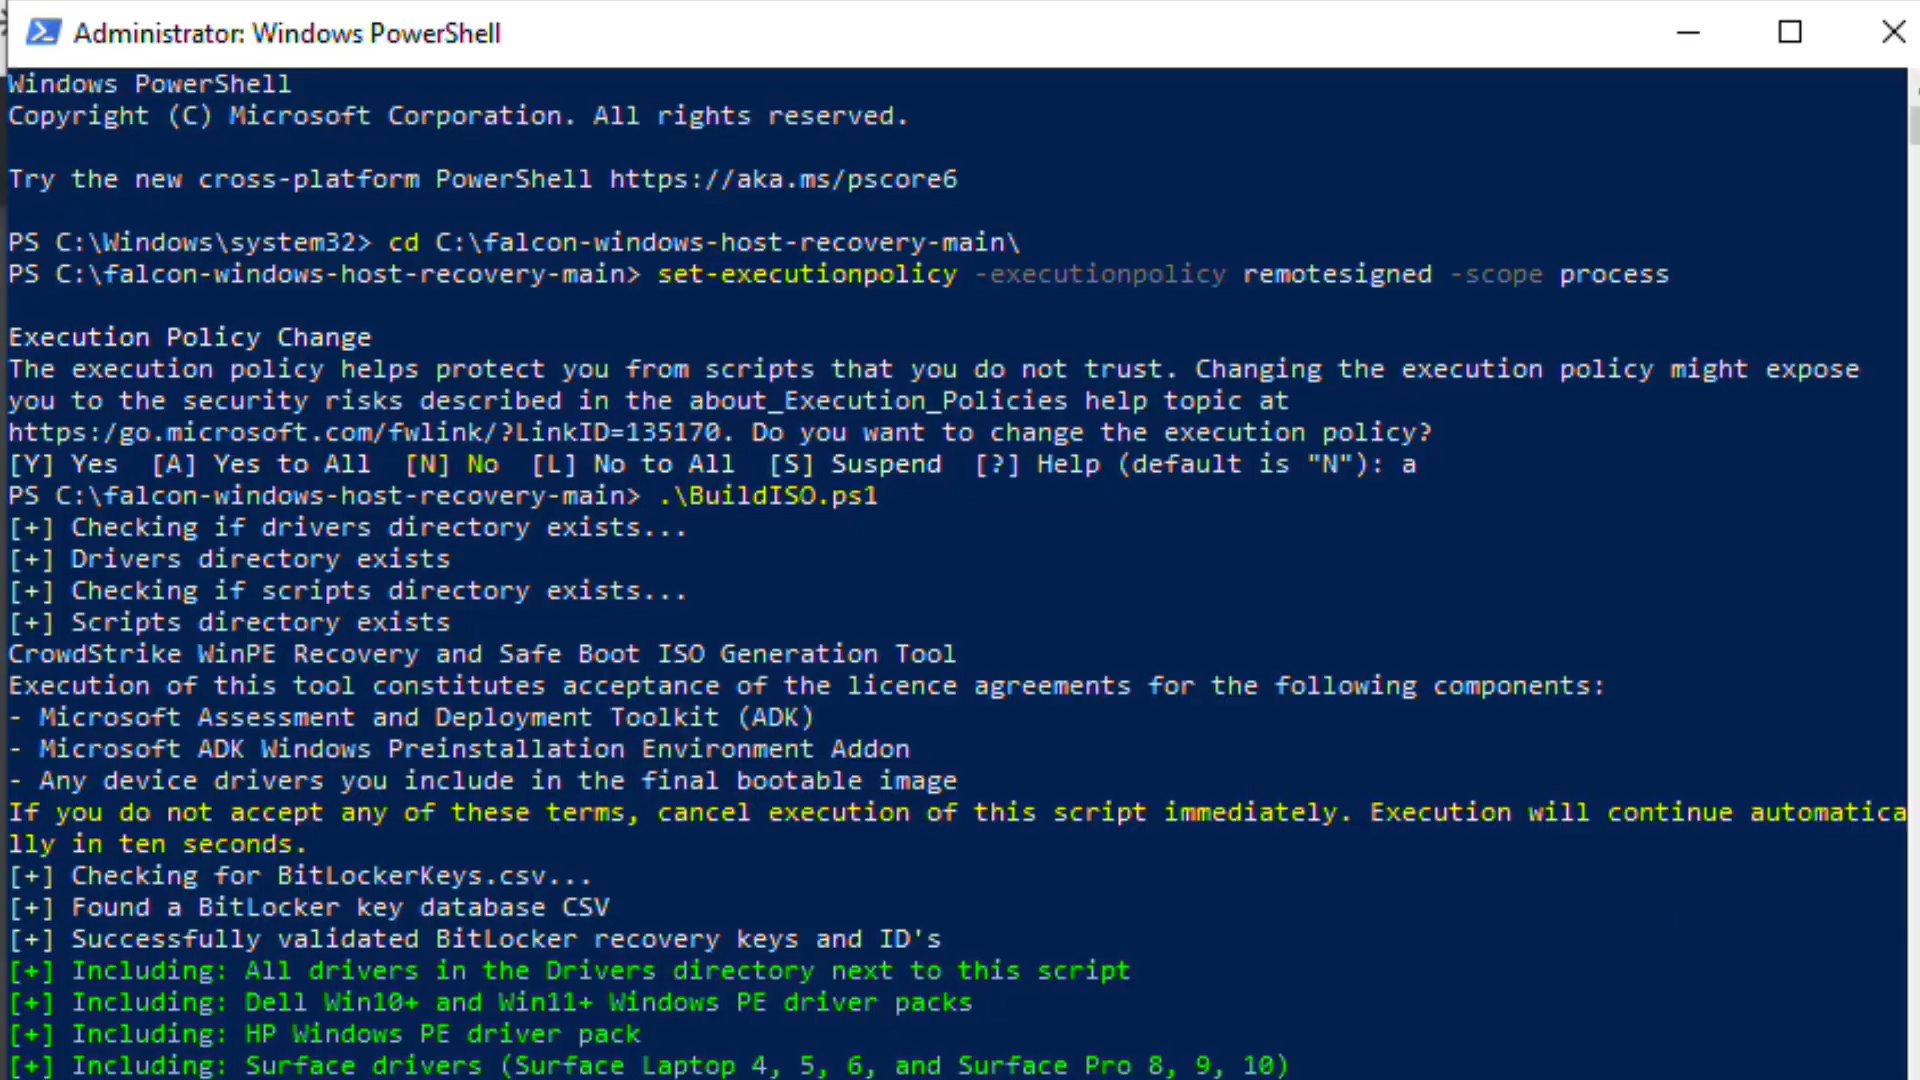 Administrator: Windows PowerShell
Windows PowerShell
Copyright (C) Microsoft Corporation. All rights reserved.
Try the new cross-platform PowerShell https://aka.ms/pscore6
PS C:\Windows\system32> cd C:\falcon-windows-host-recovery-main\
PS C:\falcon-windows-host-recovery-main> set-executionpolicy -executionpolicy remotesigned -scope process
Execution Policy Change
The execution policy helps protect you from scripts that you do not trust. Changing the execution policy might expose
you to the security risks described in the about_Execution_Policies help topic at
https:/go.microsoft.com/fwlink/?LinkID=135170. Do you want to change the execution policy?
[Y] Yes  [A] Yes to All  [N] No  [L] No to All  [S] Suspend  [?] Help (default is "N"): a
PS C:\falcon-windows-host-recovery-main> .\BuildISO.ps1
[+] Checking if drivers directory exists...
[+] Drivers directory exists
[+] Checking if scripts directory exists...
[+] Scripts directory exists
CrowdStrike WinPE Recovery and Safe Boot ISO Generation Tool
Execution of this tool constitutes acceptance of the licence agreements for the following components:
- Microsoft Assessment and Deployment Toolkit (ADK)
- Microsoft ADK Windows Preinstallation Environment Addon
- Any device drivers you include in the final bootable image
If you do not accept any of these terms, cancel execution of this script immediately. Execution will continue automatica
lly in ten seconds.
[+] Checking for BitLockerKeys.csv...
[+] Found a BitLocker key database CSV
[+] Successfully validated BitLocker recovery keys and ID's
[+] Including: All drivers in the Drivers directory next to this script
[+] Including: Dell Win10+ and Win11+ Windows PE driver packs
[+] Including: HP Windows PE driver pack
[+] Including: Surface drivers (Surface Laptop 4, 5, 6, and Surface Pro 8, 9, 10)